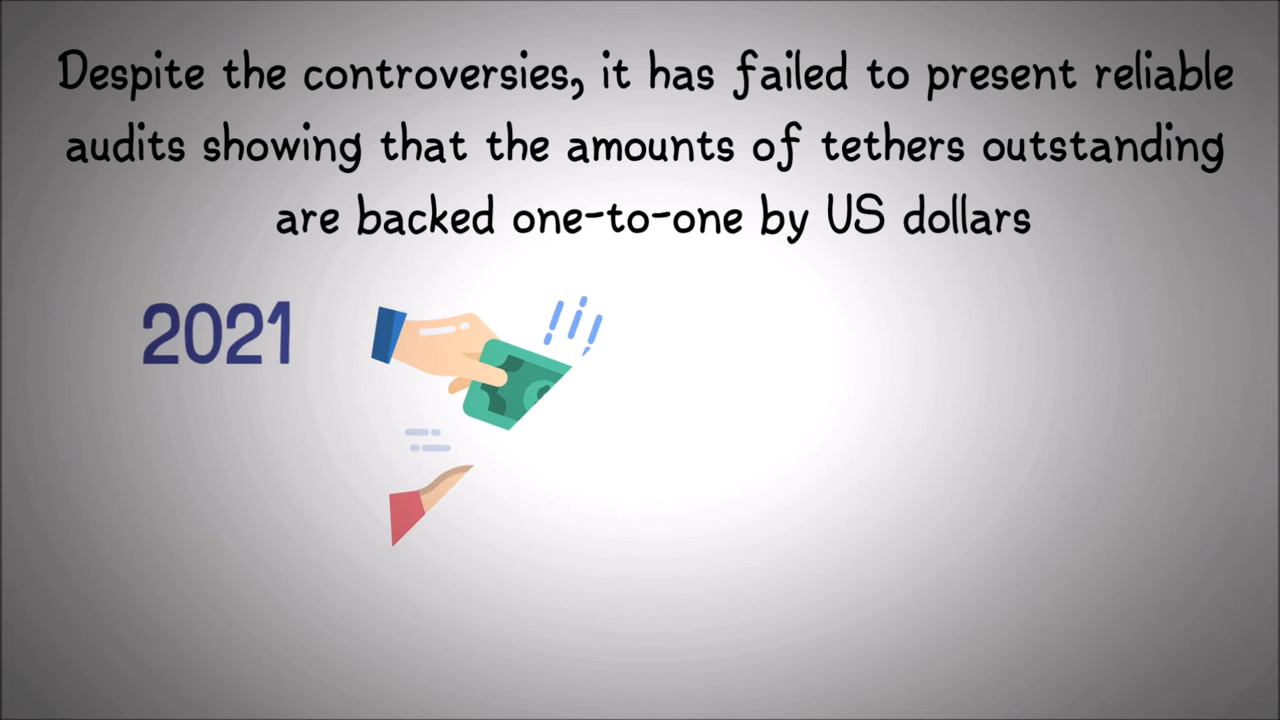 Despite the controversies, it has failed to present reliable
audits showing that the amounts of tethers outstanding
are backed one-to-one by US dollars
2021